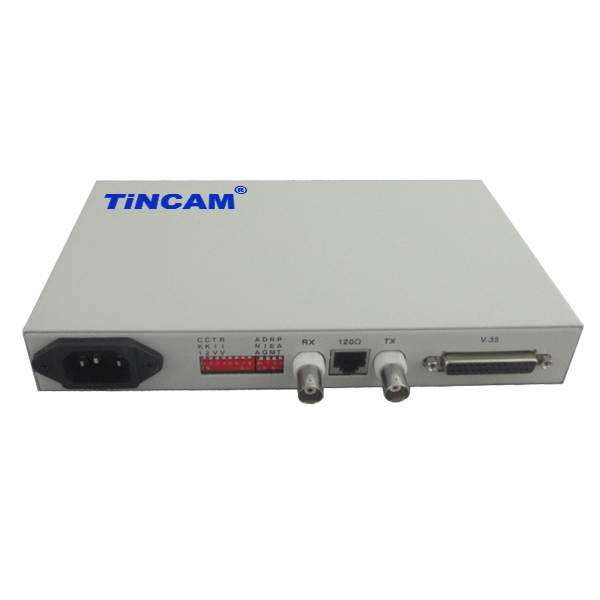 TiNCAM®
CCTR ADRP
KKII NIEA
12VV AGMT
RX 120Ω TX V.35